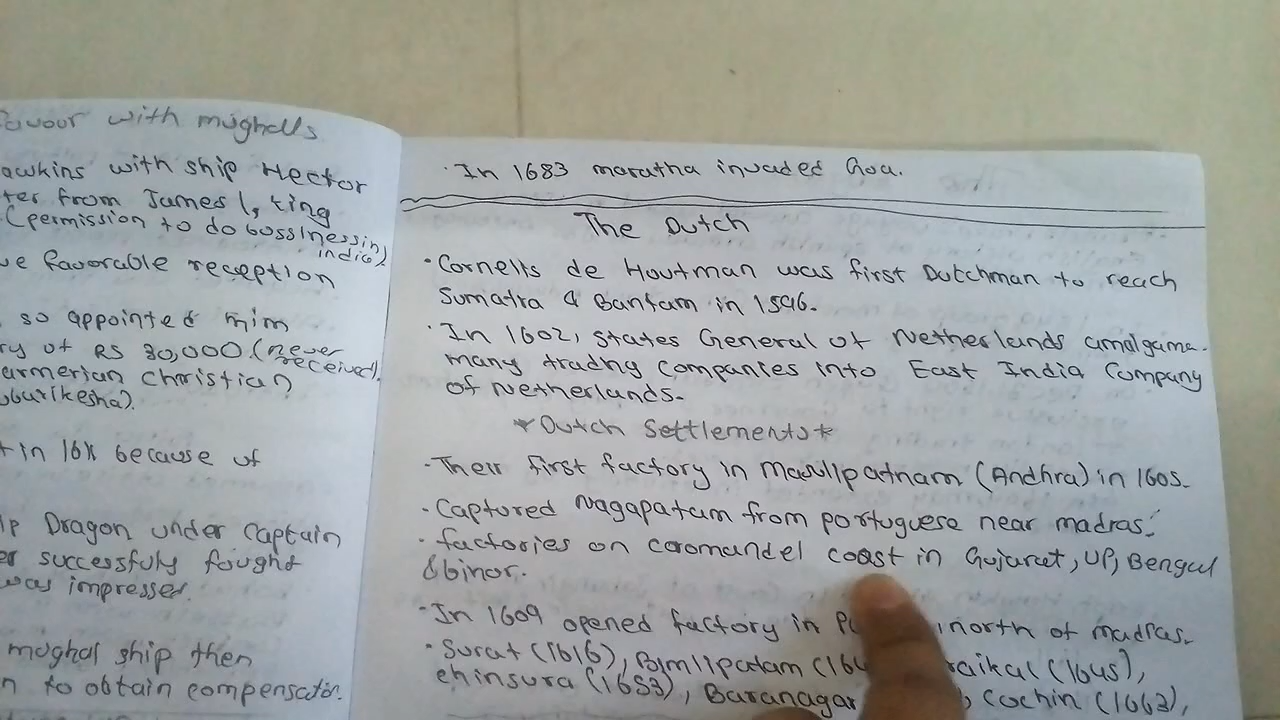 favour with mughals
awkins with ship Hector
ter from James I, king
(permission to do bussiness in
india)
ve favorable reception
so appointed him
ry of RS 30,000 (never
received).
armenian Christian
ubarikesha).
t in 16k because of
ip Dragon under Captain
er successfuly fought
was impressed.
mughal ship then
n to obtain compensation.
· In 1683 maratha invaded Goa.
The Dutch
· Cornelis de Houtman was first Dutchman to reach
Sumatra & Bantam in 1596.
· In 1602, States General of Netherlands amalgama-
many trading companies into East India Company
of Netherlands.
* Dutch Settlements *
· Their first factory in Masulipatnam (Andhra) in 1605.
· Captured Nagapatam from portuguese near madras.
· factories on coromandel coast in Gujarat, UP, Bengal
& bihar.
· In 1609 opened factory in north of madras.
· Surat (1616), Bimlipatam (164 raikal (1645),
chinsura (1653), Baranagar Cochin (1663),